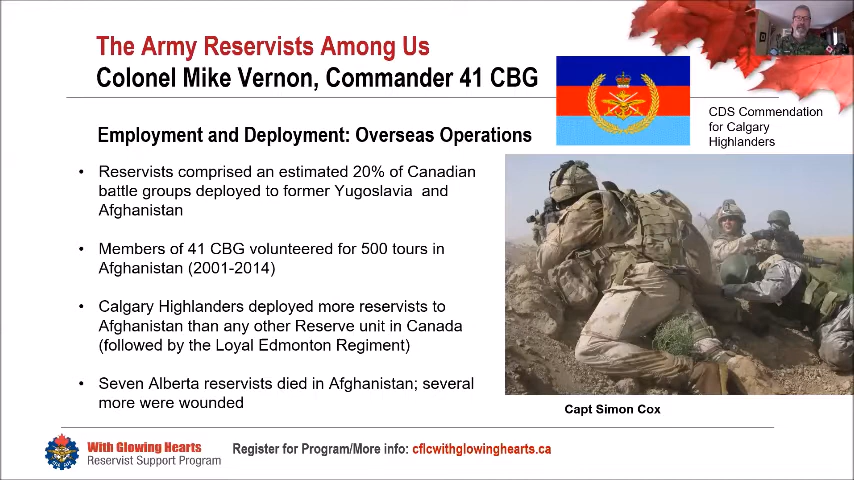 The Army Reservists Among Us
Colonel Mike Vernon, Commander 41 CBG
CDS Commendation
for Calgary
Highlanders
Employment and Deployment: Overseas Operations
• Reservists comprised an estimated 20% of Canadian
battle groups deployed to former Yugoslavia and
Afghanistan
• Members of 41 CBG volunteered for 500 tours in
Afghanistan (2001-2014)
• Calgary Highlanders deployed more reservists to
Afghanistan than any other Reserve unit in Canada
(followed by the Loyal Edmonton Regiment)
• Seven Alberta reservists died in Afghanistan; several
more were wounded
Capt Simon Cox
With Glowing Hearts
Reservist Support Program
Register for Program/More info: cflcwithglowinghearts.ca